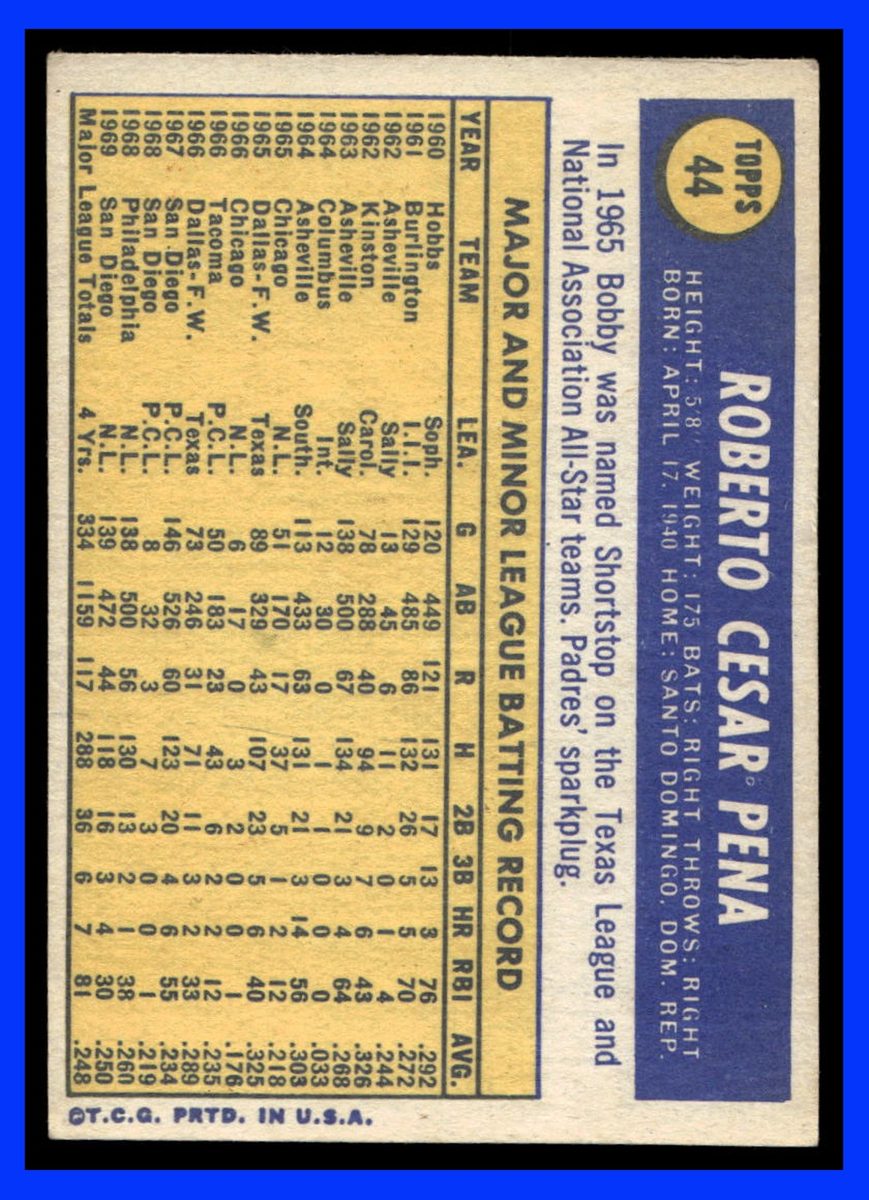 TOPPS
44
ROBERTO CESAR PENA
HEIGHT: 5'8" WEIGHT: 175 BATS: RIGHT THROWS: RIGHT
BORN: APRIL 17, 1940 HOME: SANTO DOMINGO, DOM. REP.
In 1965 Bobby was named Shortstop on the Texas League and
National Association All-Star teams. Padres' sparkplug.
MAJOR AND MINOR LEAGUE BATTING RECORD
YEAR TEAM LEA. G AB R H 2B 3B HR RBI AVG.
1960 Hobbs Soph. 120 449 121 131 17 13 3 76 .292
1961 Burlington I.I.I. 129 485 86 132 26 5 5 70 .272
1962 Asheville Sally 13 45 6 11 2 0 1 4 .244
1962 Kinston Carol. 78 288 40 94 9 7 6 43 .326
1963 Asheville Sally 138 500 67 134 21 3 4 64 .268
1964 Columbus Int. 12 30 0 1 1 0 0 0 .033
1964 Asheville South. 113 433 63 131 21 3 14 56 .303
1965 Chicago N.L. 51 170 17 37 5 1 2 12 .218
1965 Dallas-F.W. Texas 89 329 43 107 23 5 6 40 .325
1966 Chicago N.L. 6 17 0 3 2 0 0 1 .176
1966 Tacoma P.C.L. 50 183 23 43 6 2 2 12 .235
1966 Dallas-F.W. Texas 73 246 31 71 11 3 2 33 .289
1967 San Diego P.C.L. 146 526 60 123 20 4 6 55 .234
1968 San Diego P.C.L. 8 32 3 7 3 0 0 1 .219
1968 Philadelphia N.L. 138 500 56 130 13 2 1 38 .260
1969 San Diego N.L. 139 472 44 118 16 3 4 30 .250
Major League Totals 4 Yrs. 334 1159 117 288 36 6 7 81 .248
©T.C.G. PRTD. IN U.S.A.